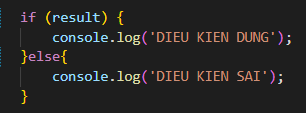 if (result) {
    console.log('DIEU KIEN DUNG');
}else{
    console.log('DIEU KIEN SAI');
}